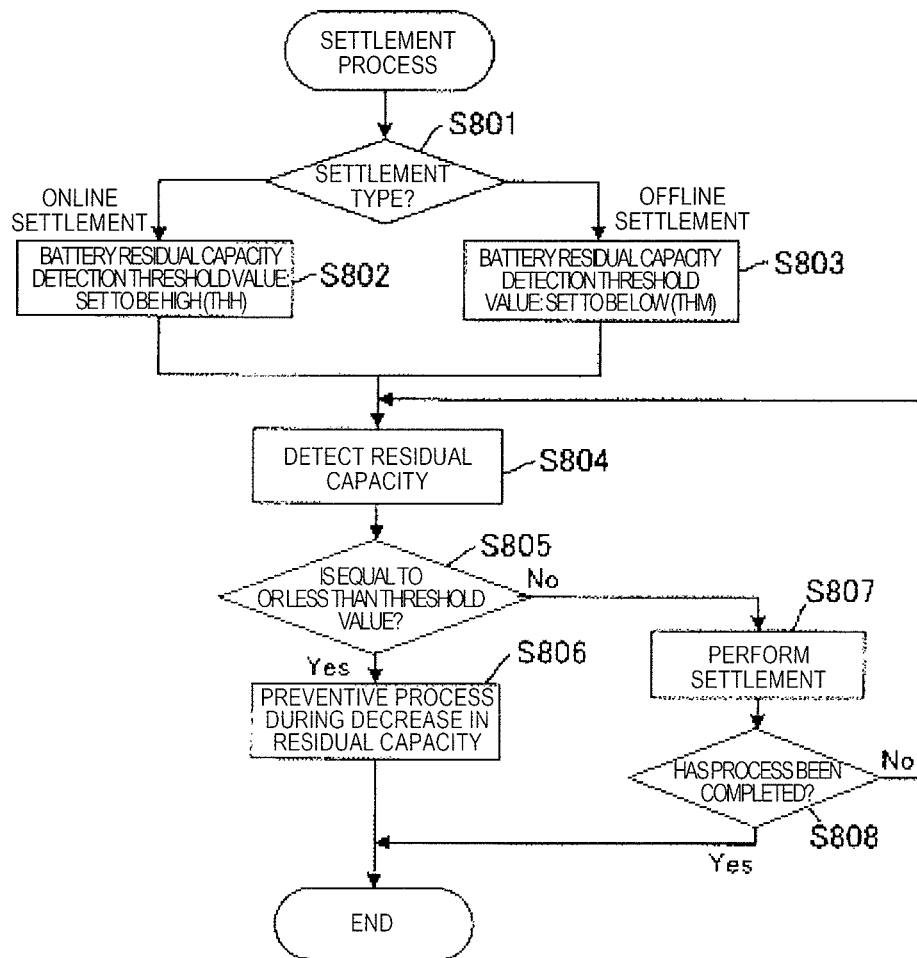 SETTLEMENT
PROCESS
S801
SETTLEMENT
TYPE?
ONLINE
SETTLEMENT
OFFLINE
SETTLEMENT
BATTERY RESIDUAL CAPACITY
DETECTION THRESHOLD VALUE:
SET TO BE HIGH (THH)
S802
BATTERY RESIDUAL CAPACITY
DETECTION THRESHOLD
VALUE: SET TO BE LOW (THM)
S803
DETECT RESIDUAL
CAPACITY
S804
S805
IS EQUAL TO
OR LESS THAN THRESHOLD
VALUE?
No
Yes
S806
PREVENTIVE PROCESS
DURING DECREASE IN
RESIDUAL CAPACITY
S807
PERFORM
SETTLEMENT
HAS PROCESS BEEN
COMPLETED?
No
S808
Yes
END